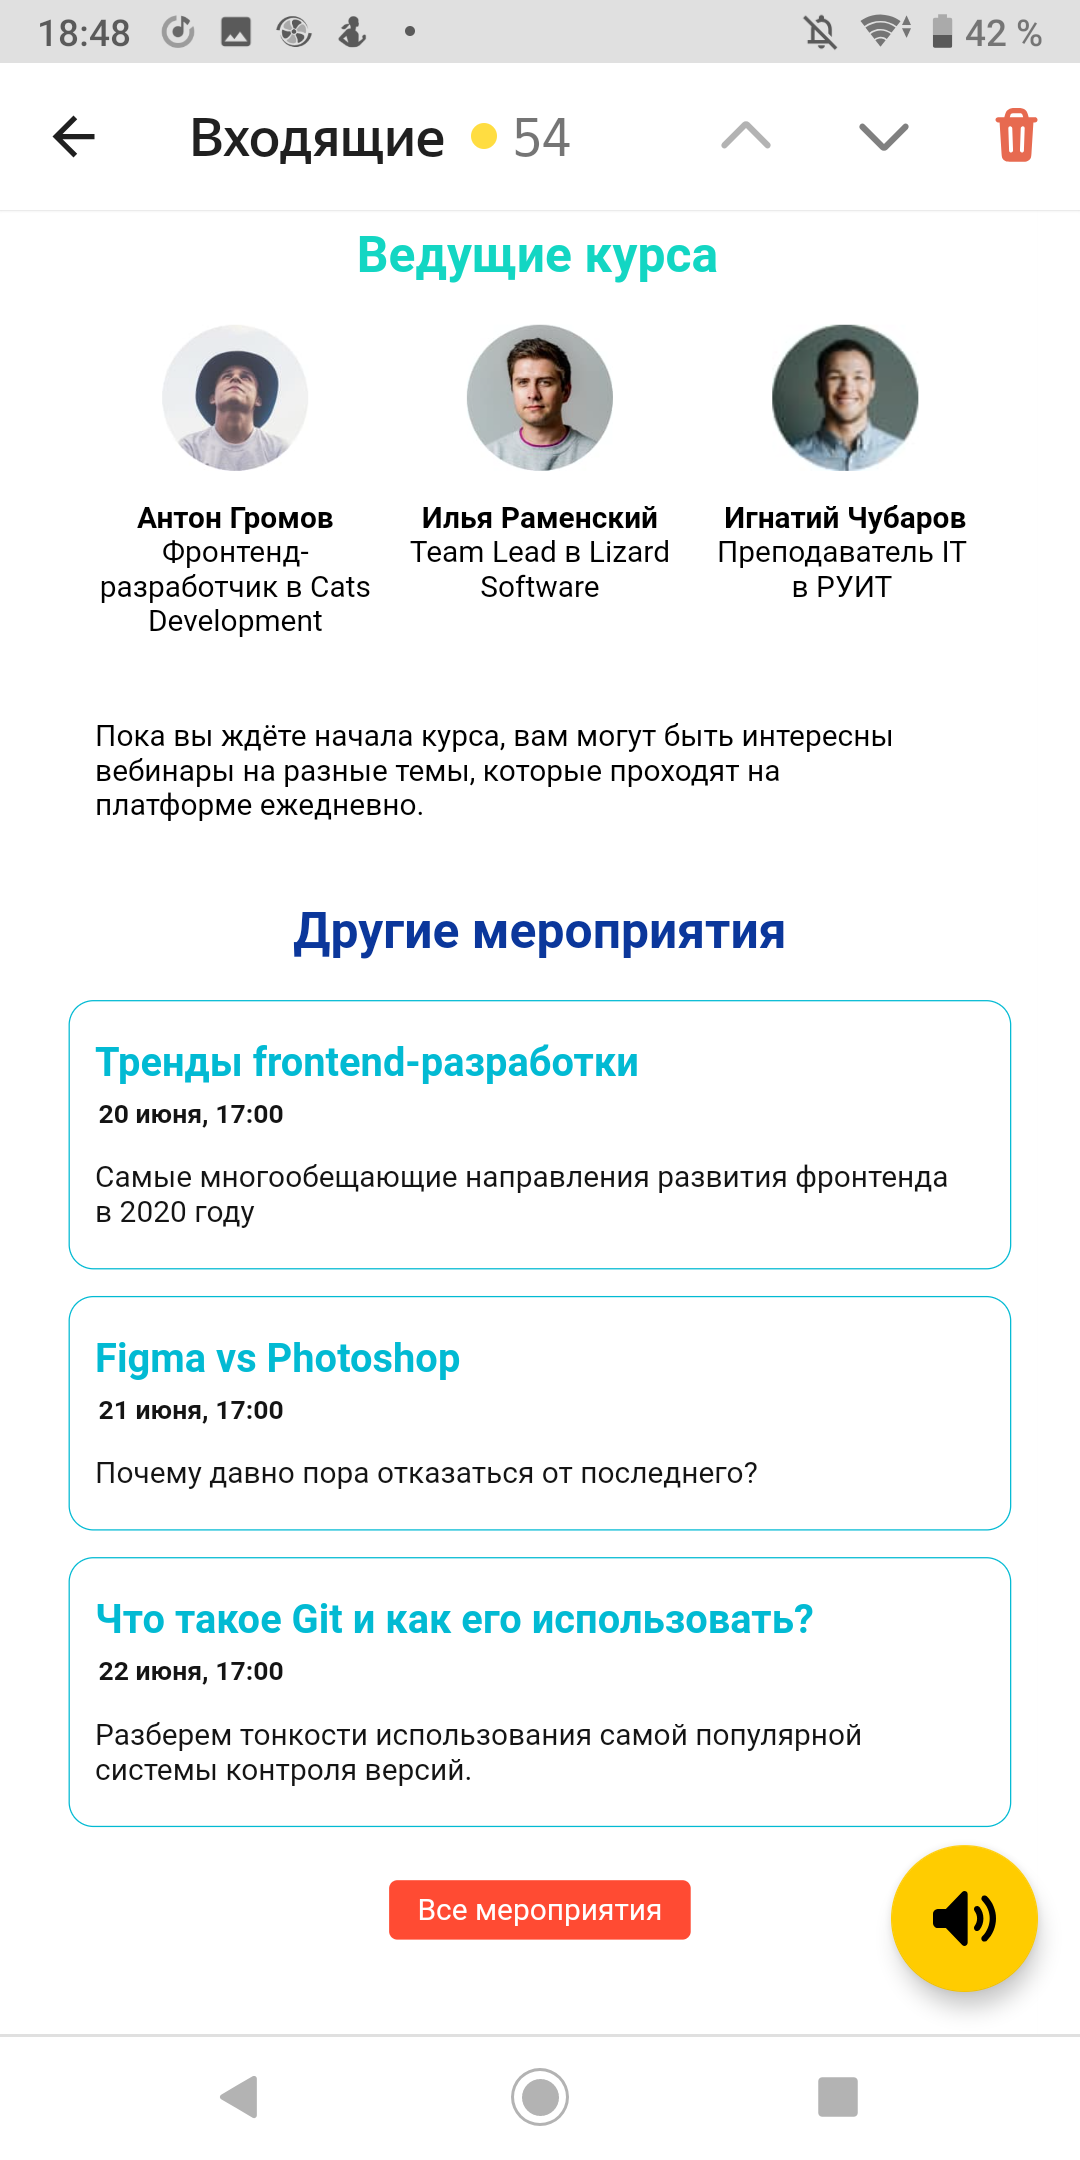 18:48
42 %
Входящие 54
Ведущие курса
Антон Громов
Фронтенд-
разработчик в Cats
Development
Илья Раменский
Team Lead в Lizard
Software
Игнатий Чубаров
Преподаватель IT
в РУИТ
Пока вы ждёте начала курса, вам могут быть интересны
вебинары на разные темы, которые проходят на
платформе ежедневно.
Другие мероприятия
Тренды frontend-разработки
20 июня, 17:00
Самые многообещающие направления развития фронтенда
в 2020 году
Figma vs Photoshop
21 июня, 17:00
Почему давно пора отказаться от последнего?
Что такое Git и как его использовать?
22 июня, 17:00
Разберем тонкости использования самой популярной
системы контроля версий.
Все мероприятия